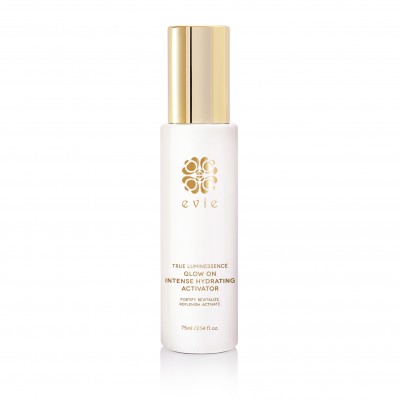 evie
TRUE LUMINESSENCE
GLOW ON
INTENSE HYDRATING
ACTIVATOR
FORTIFY. REVITALIZE.
REPLENISH. ACTIVATE.
75ml / 2.54 fl.oz.